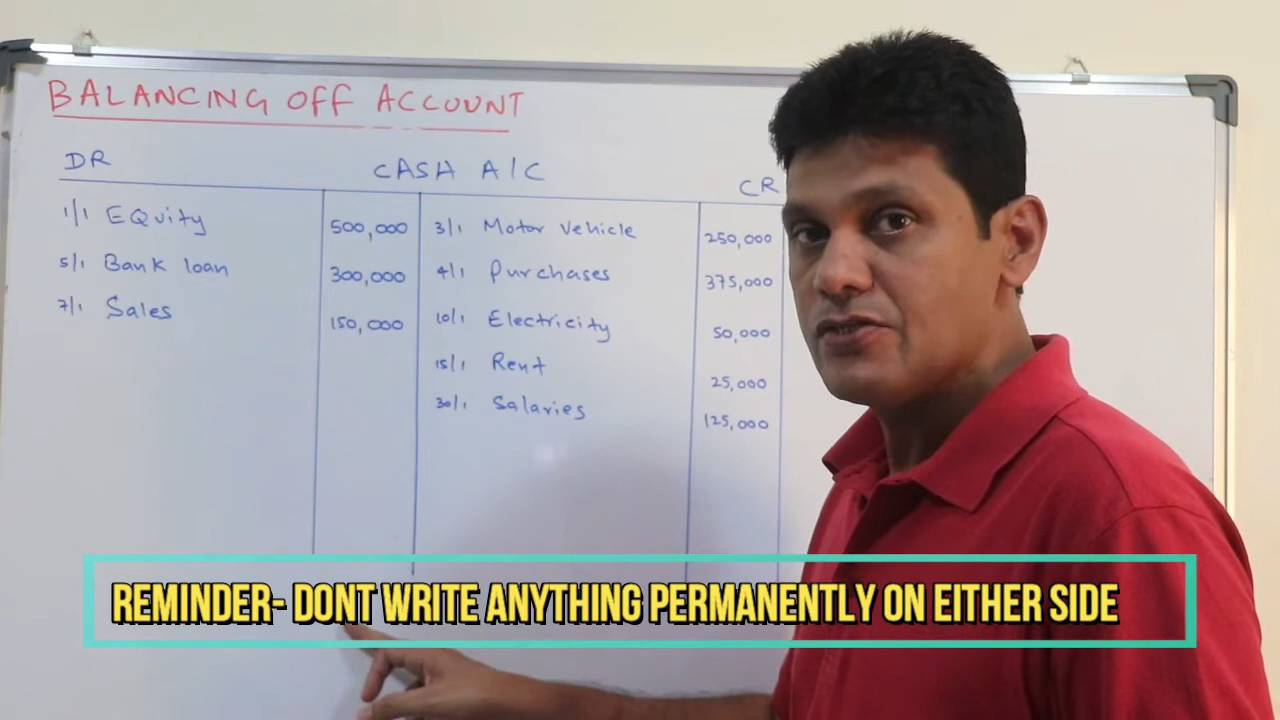 BALANCING OFF ACCOUNT
DR CASH A/C CR
1/1 EQuity 500,000 3/1 Motor Vehicle 250,000
5/1 Bank loan 300,000 4/1 Purchases 375,000
7/1 Sales 150,000 10/1 Electricity 50,000
15/1 Rent 25,000
30/1 Salaries 125,000
REMINDER- DONT WRITE ANYTHING PERMANENTLY ON EITHER SIDE